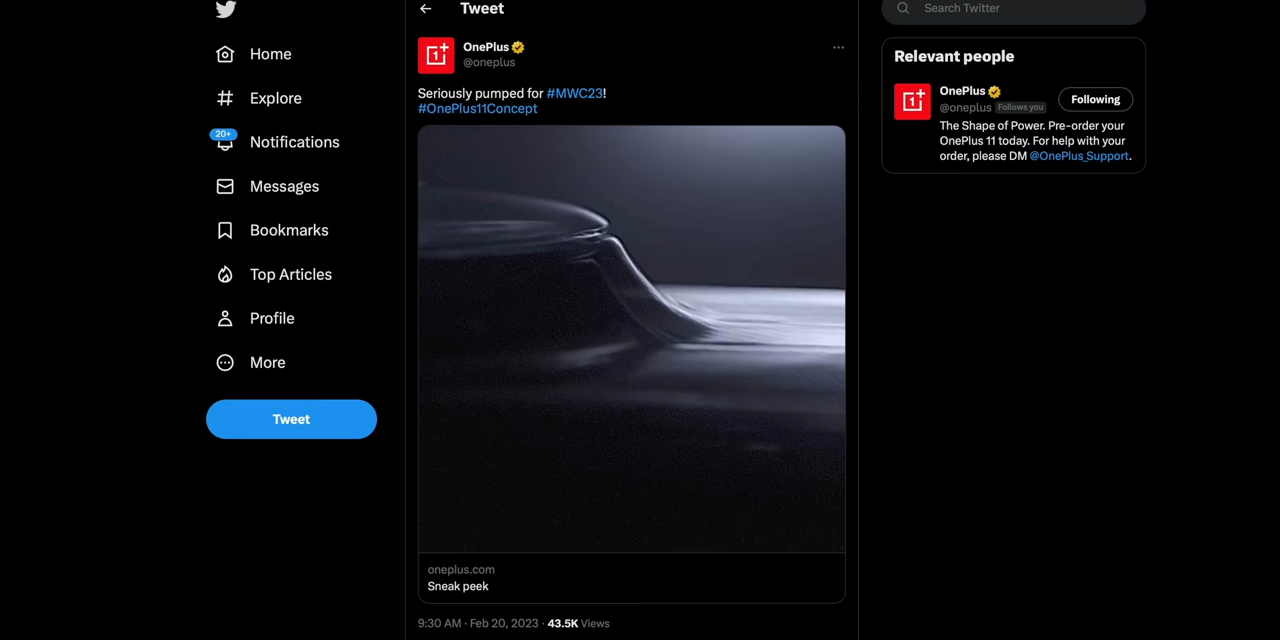 Home
Explore
20+
Notifications
Messages
Bookmarks
Top Articles
Profile
More
Tweet
Tweet
OnePlus
@oneplus
Seriously pumped for #MWC23!
#OnePlus11Concept
oneplus.com
Sneak peek
9:30 AM · Feb 20, 2023 · 43.5K Views
Search Twitter
Relevant people
OnePlus
@oneplus Follows you
Following
The Shape of Power. Pre-order your
OnePlus 11 today. For help with your
order, please DM @OnePlus_Support.